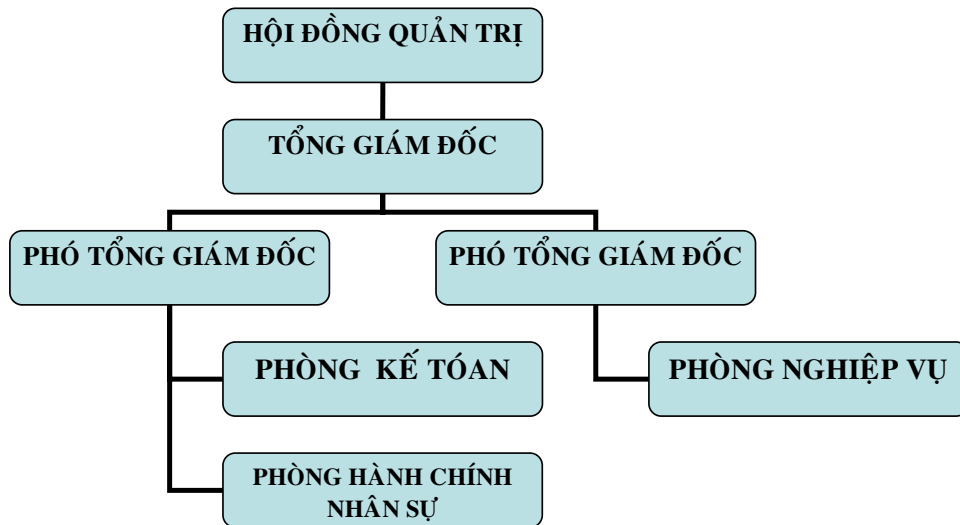 HỘI ĐỒNG QUẢN TRỊ
TỔNG GIÁM ĐỐC
PHÓ TỔNG GIÁM ĐỐC
PHÓ TỔNG GIÁM ĐỐC
PHÒNG KẾ TÓAN
PHÒNG NGHIỆP VỤ
PHÒNG HÀNH CHÍNH
NHÂN SỰ